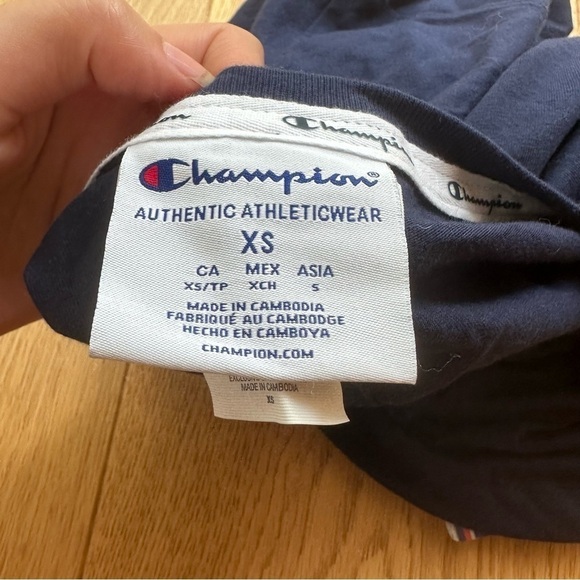 Champion
Champion
Champion®
AUTHENTIC ATHLETICWEAR
XS
CA MEX ASIA
XS/TP XCH S
MADE IN CAMBODIA
FABRIQUÉ AU CAMBODGE
HECHO EN CAMBOYA
CHAMPION.COM
MADE IN CAMBODIA
XS